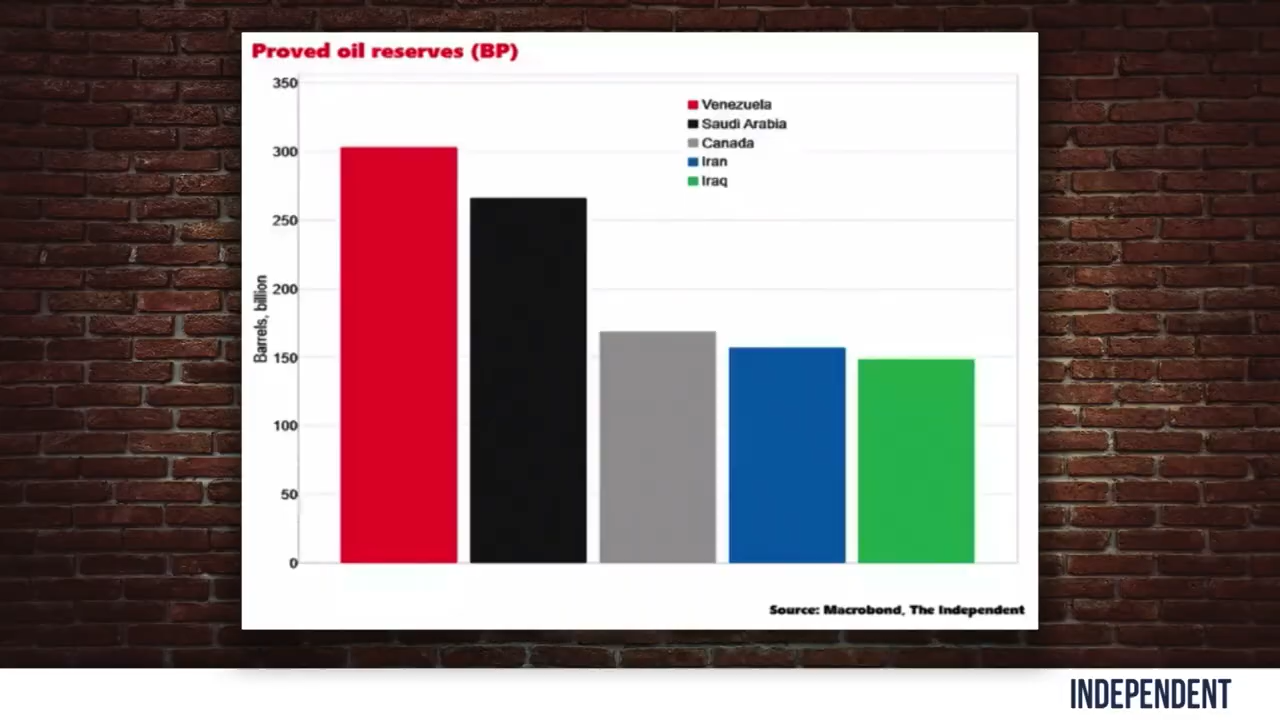 Proved oil reserves (BP)
350
Venezuela
Saudi Arabia
Canada
Iran
Iraq
300
250
200
150
100
50
0
Barrels, billion
Source: Macrobond, The Independent
INDEPENDENT